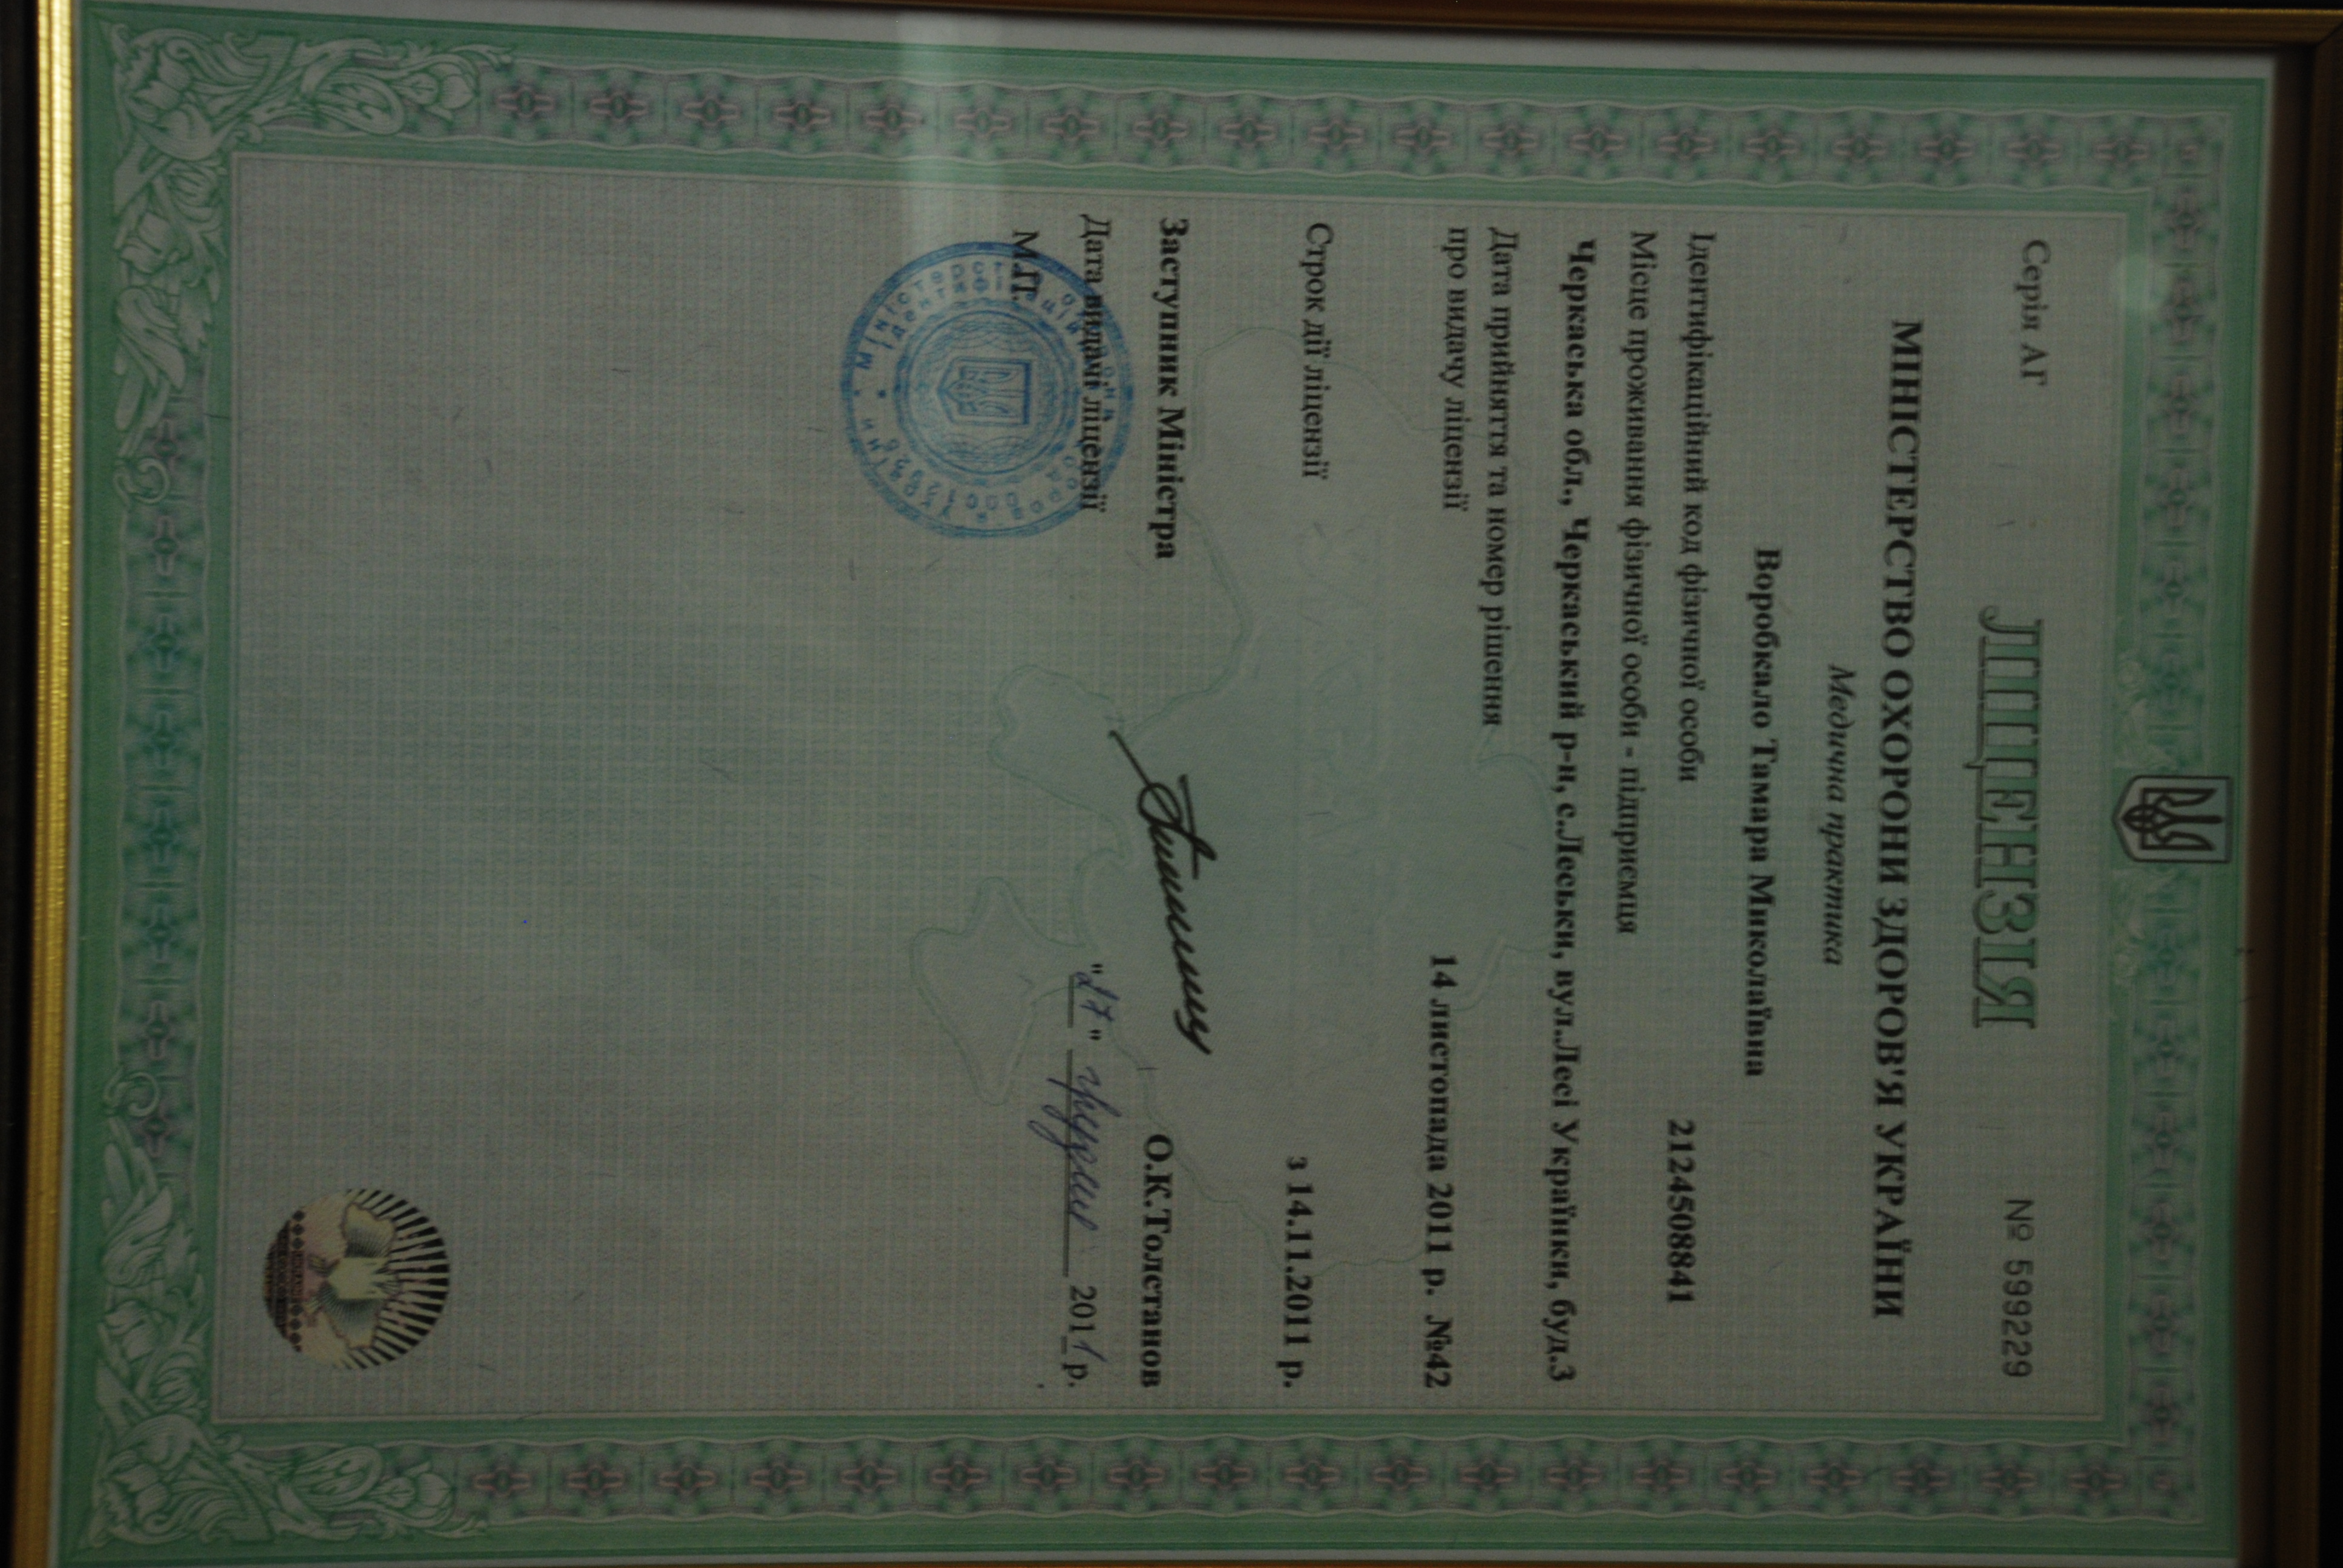 Серія АГ
ЛІЦЕНЗІЯ
№ 599229
МІНІСТЕРСТВО ОХОРОНИ ЗДОРОВ'Я УКРАЇНИ
Медична практика
Воробкало Тамара Миколаївна
Ідентифікаційний код фізичної особи 2124508841
Місце проживання фізичної особи - підприємця
Черкаська обл., Черкаський р-н, с.Леськи, вул.Лесі Українки, буд.3
Дата прийняття та номер рішення
про видачу ліцензії 14 листопада 2011 р. №42
Строк дії ліцензії з 14.11.2011 р.
Заступник Міністра О.К.Толстанов
Дата видачі ліцензії "27" грудня 2011 р.
М.П.